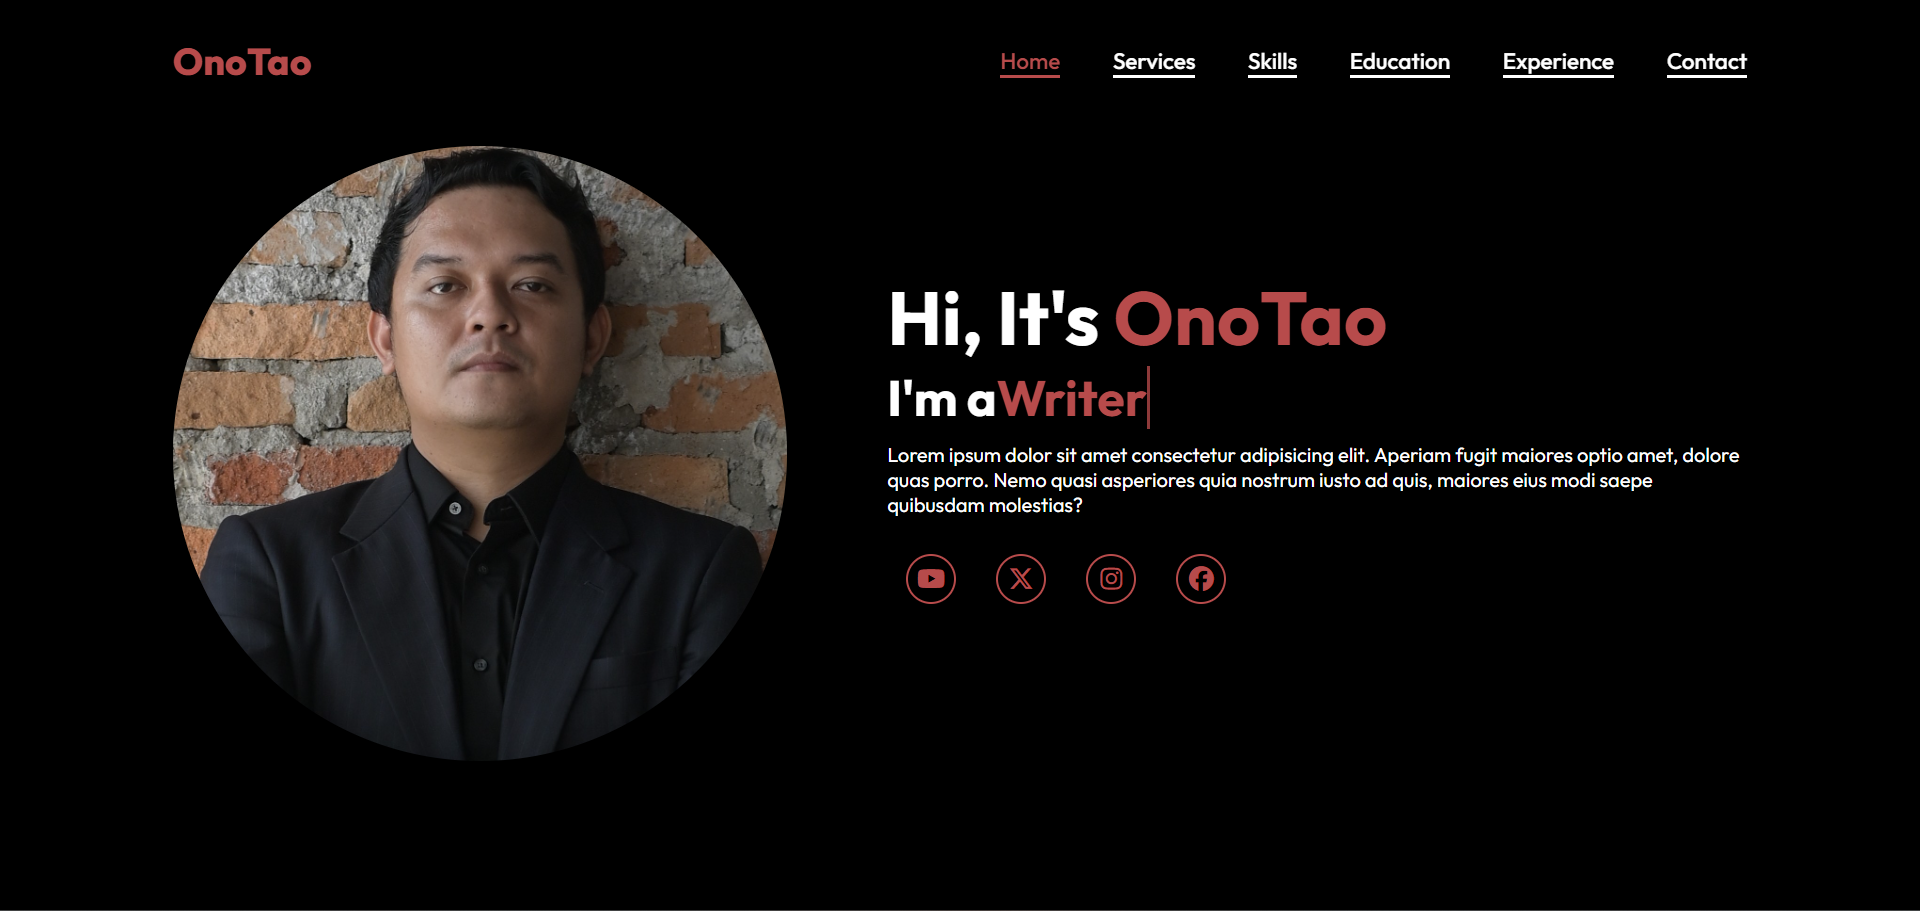 OnoTao
Home Services Skills Education Experience Contact
Hi, It's OnoTao
I'm aWriter
Lorem ipsum dolor sit amet consectetur adipisicing elit. Aperiam fugit maiores optio amet, dolore
quas porro. Nemo quasi asperiores quia nostrum iusto ad quis, maiores eius modi saepe
quibusdam molestias?